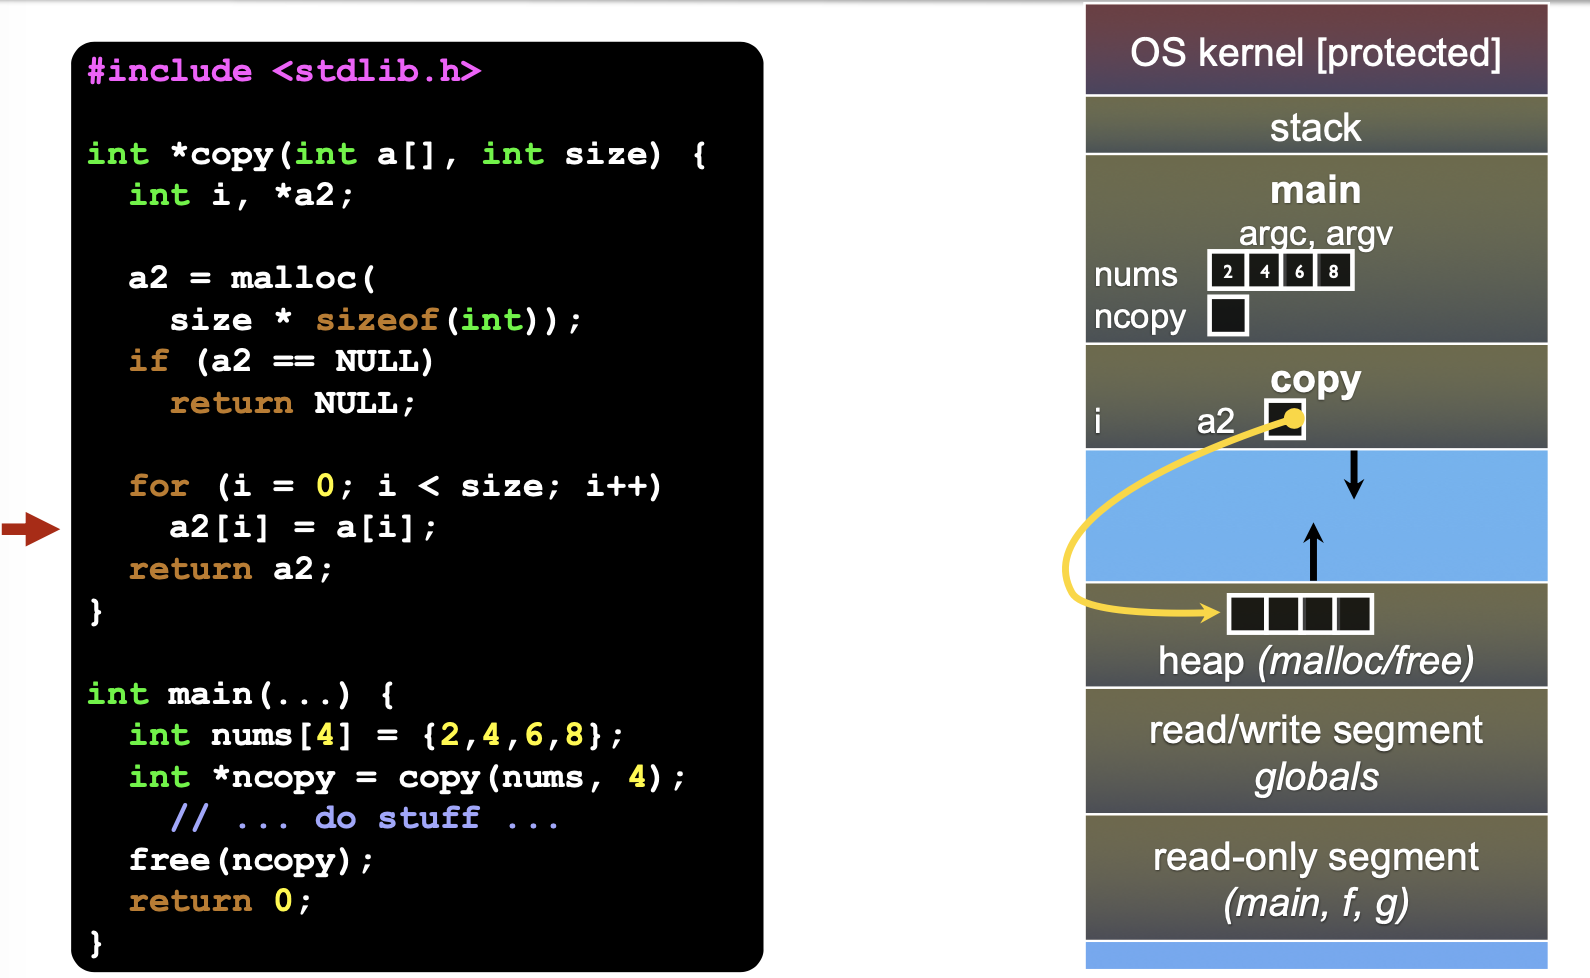 #include <stdlib.h>
int *copy(int a[], int size) {
int i, *a2;
a2 = malloc(
size * sizeof(int));
if (a2 == NULL)
return NULL;
for (i = 0; i < size; i++)
a2[i] = a[i];
return a2;
}
int main(...) {
int nums[4] = {2,4,6,8};
int *ncopy = copy(nums, 4);
// ... do stuff ...
free(ncopy);
return 0;
}
OS kernel [protected]
stack
main
argc, argv
nums 2 4 6 8
ncopy
copy
i a2
heap (malloc/free)
read/write segment
globals
read-only segment
(main, f, g)